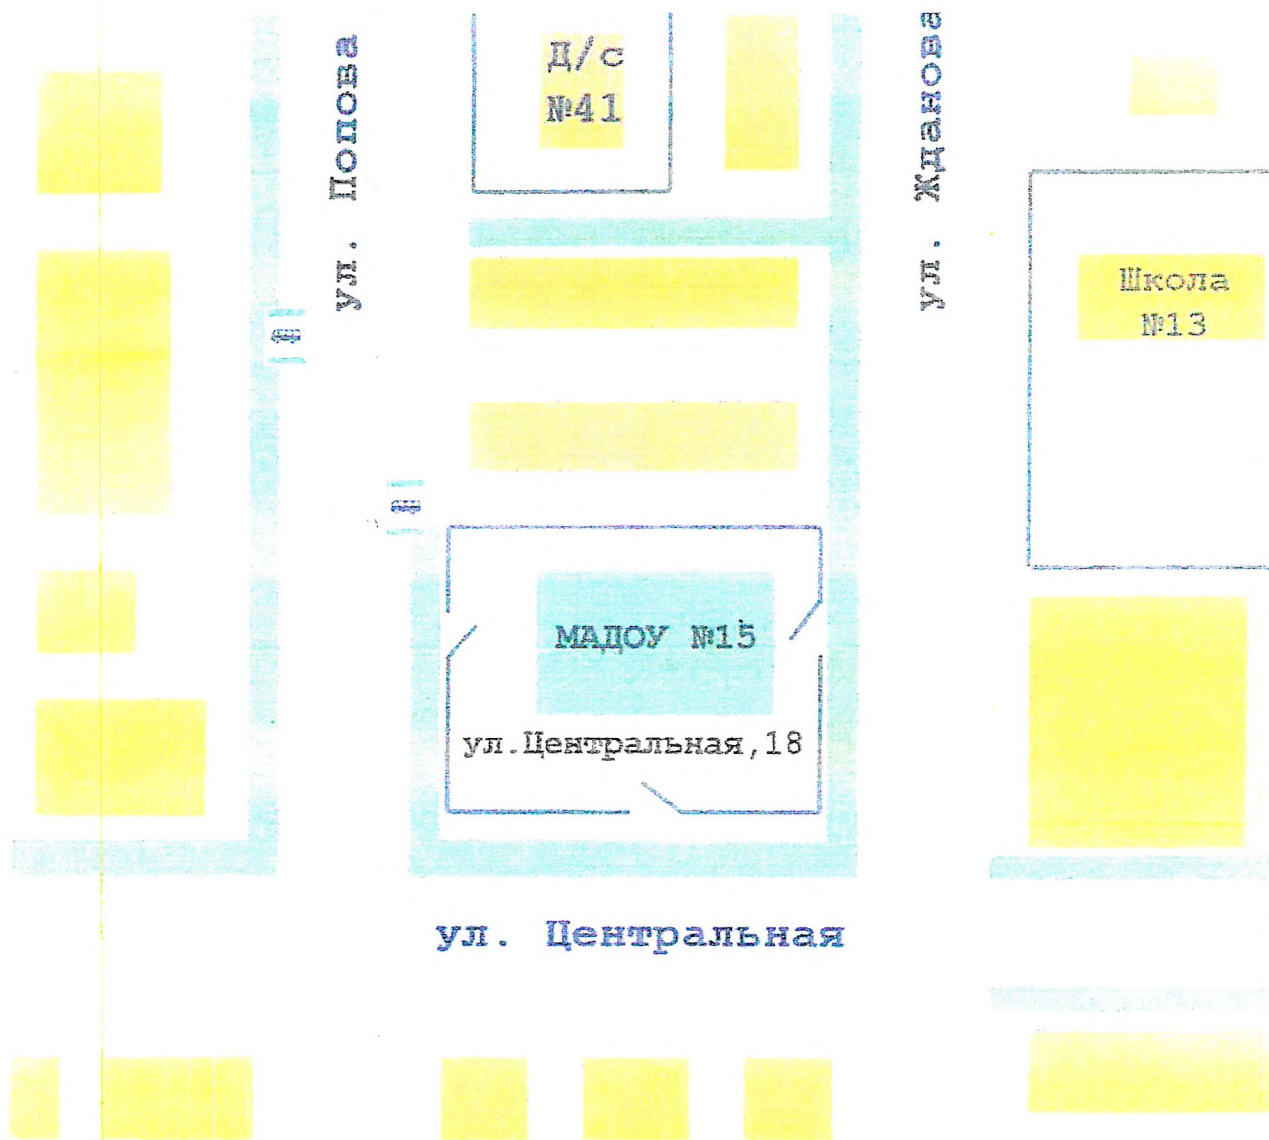 ул. Попова
Д/с
№41
ул. Жданова
Школа
№13
МАДОУ №15
ул.Центральная,18
ул. Центральная